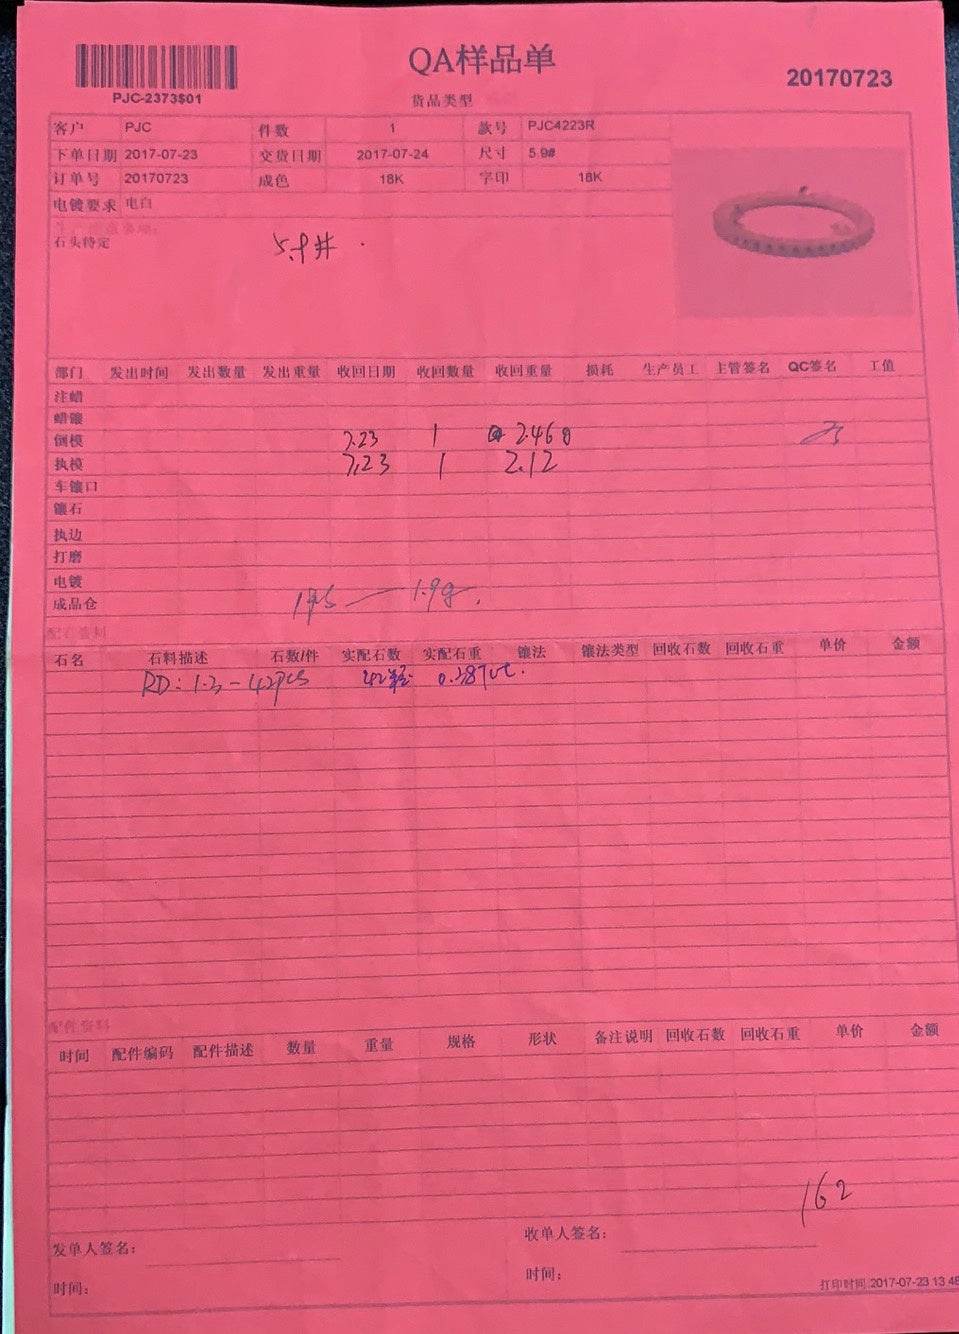 QA样品单
20170723
PJC-2373$01
货品类型
客户 PJC 件数 1 款号 PJC4223R
下单日期 2017-07-23 交货日期 2017-07-24 尺寸 5.9#
订单号 20170723 成色 18K 字印 18K
电镀要求 电白
石头待定 5.9#
部门 发出时间 发出数量 发出重量 收回日期 收回数量 收回重量 损耗 生产员工 主管签名 QC签名 工值
注蜡
蜡镶
倒模 7.23 1 2.46g
执模 7.23 1 2.12
车镶口
镶石
执边
打磨
电镀
成品仓 1pcs — 1.9g.
石名 石料描述 石数/件 实配石数 实配石重 镶法 镶法类型 回收石数 回收石重 单价 金额
RD: 1.3 - 42pcs 42粒 0.387ct.
配件资料
时间 配件编码 配件描述 数量 重量 规格 形状 备注说明 回收石数 回收石重 单价 金额
162
发单人签名: 收单人签名:
时间: 时间:
打印时间 2017-07-23 13:48